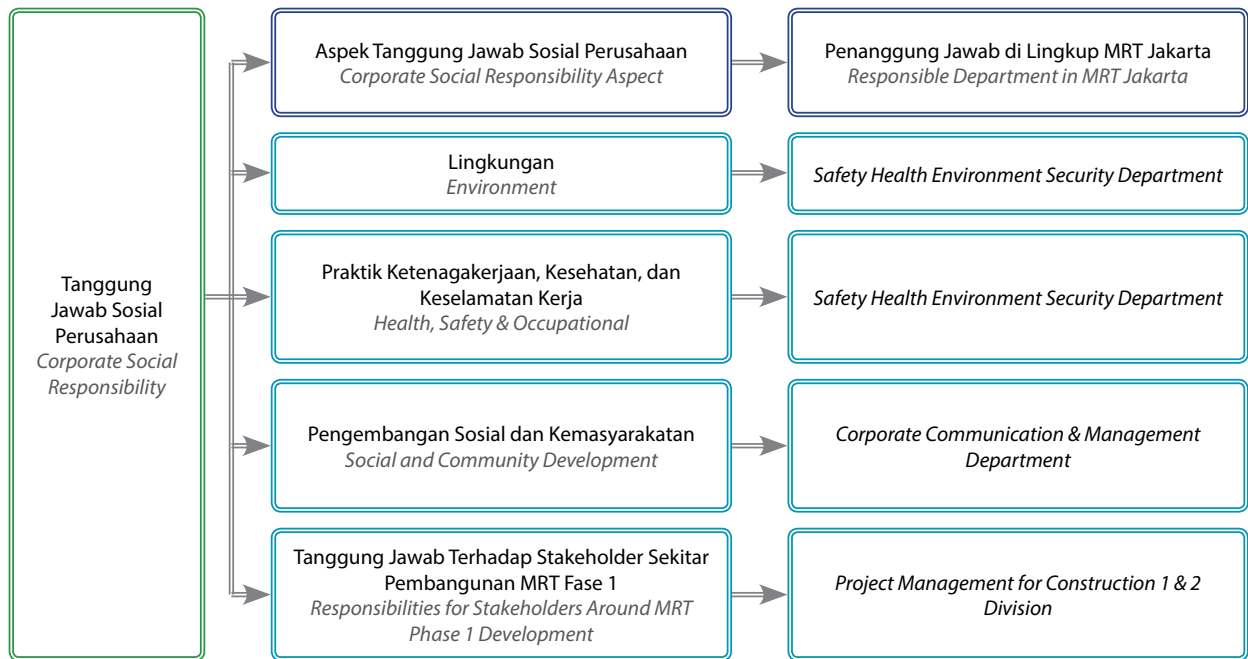 Tanggung
Jawab Sosial
Perusahaan
Corporate Social
Responsibility
Aspek Tanggung Jawab Sosial Perusahaan
Corporate Social Responsibility Aspect
Penanggung Jawab di Lingkup MRT Jakarta
Responsible Department in MRT Jakarta
Lingkungan
Environment
Safety Health Environment Security Department
Praktik Ketenagakerjaan, Kesehatan, dan
Keselamatan Kerja
Health, Safety & Occupational
Safety Health Environment Security Department
Pengembangan Sosial dan Kemasyarakatan
Social and Community Development
Corporate Communication & Management
Department
Tanggung Jawab Terhadap Stakeholder Sekitar
Pembangunan MRT Fase 1
Responsibilities for Stakeholders Around MRT
Phase 1 Development
Project Management for Construction 1 & 2
Division